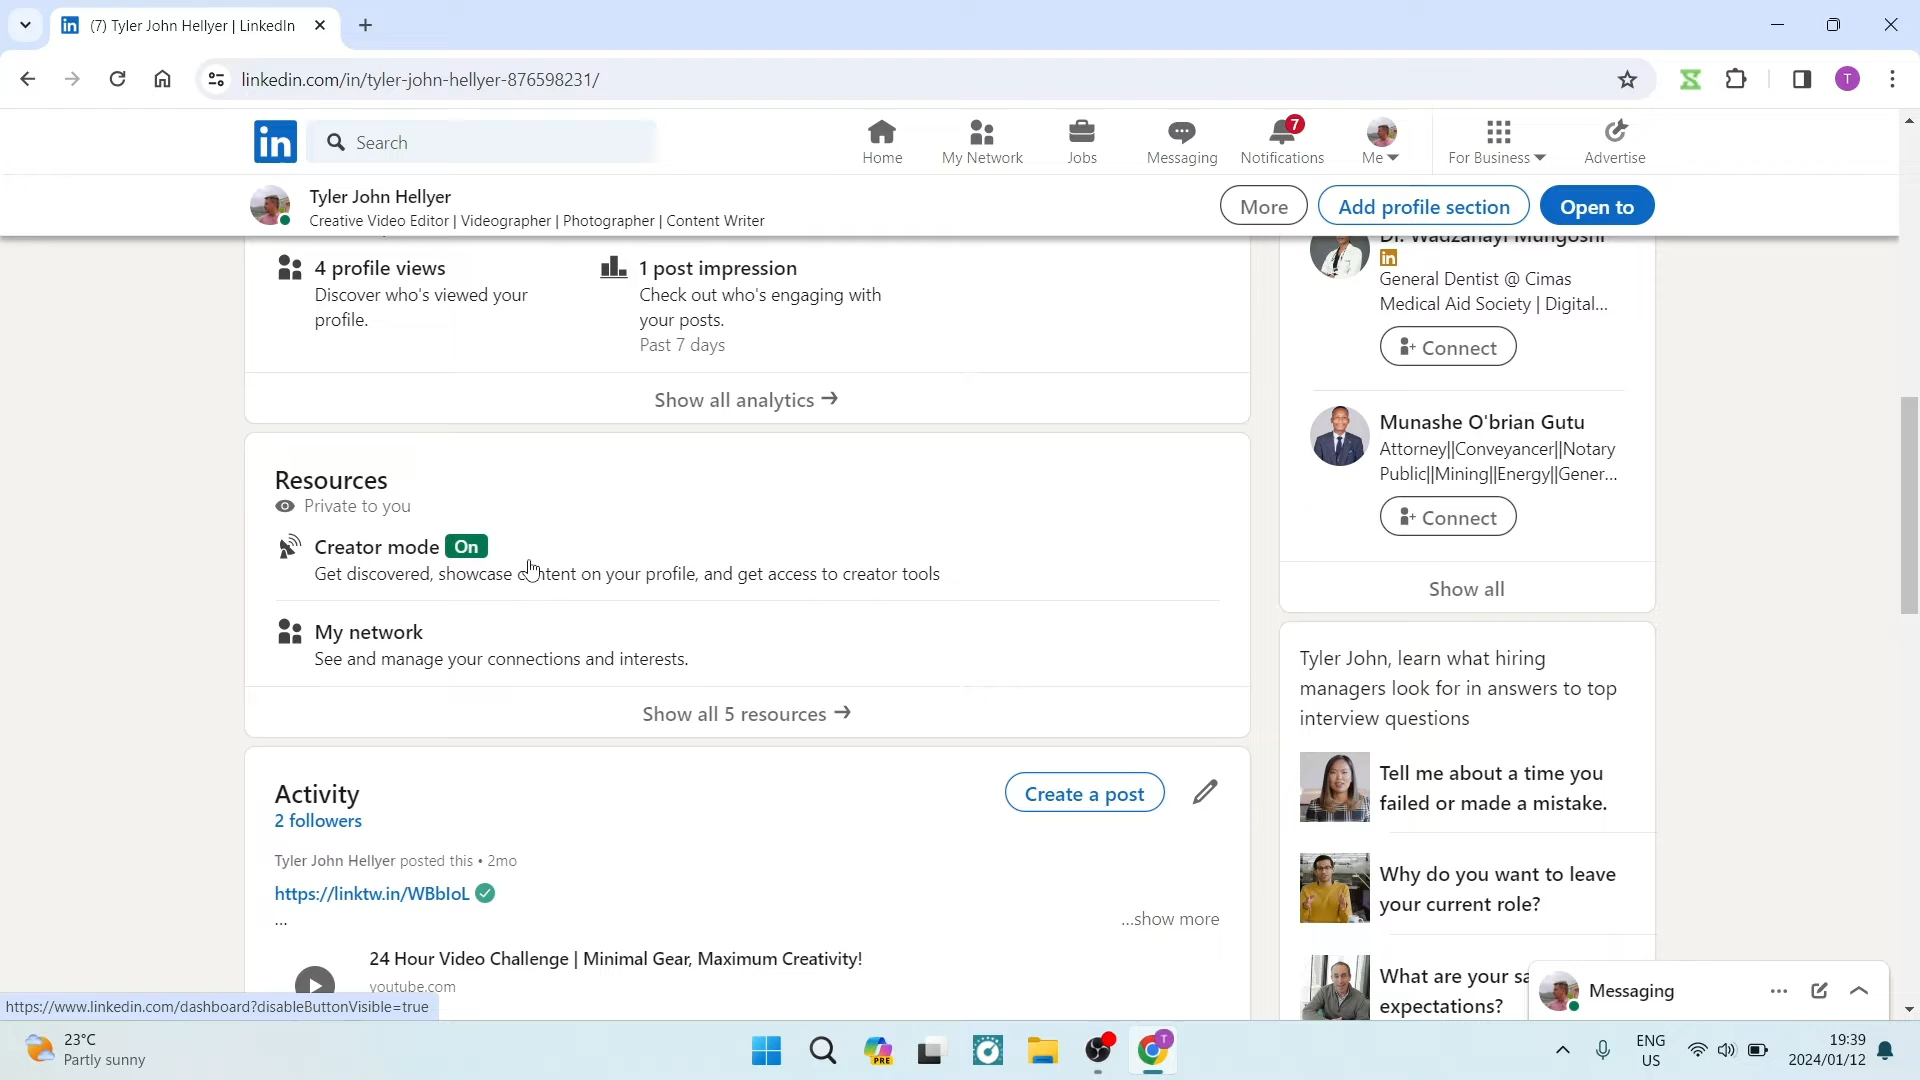 (7) Tyler John Hellyer | LinkedIn
linkedin.com/in/tyler-john-hellyer-876598231/
T
in
Search
Home
My Network
Jobs
Messaging
7
Notifications
Me
For Business
Advertise
Tyler John Hellyer
Creative Video Editor | Videographer | Photographer | Content Writer
More
Add profile section
Open to
4 profile views
Discover who's viewed your
profile.
1 post impression
Check out who's engaging with
your posts.
Past 7 days
Show all analytics
Resources
Private to you
Creator mode On
Get discovered, showcase content on your profile, and get access to creator tools
My network
See and manage your connections and interests.
Show all 5 resources
Activity
2 followers
Create a post
Tyler John Hellyer posted this • 2mo
https://linktw.in/WBbloL
...
...show more
24 Hour Video Challenge | Minimal Gear, Maximum Creativity!
youtube.com
Dr. Wadzanayi Mungoshi
in
General Dentist @ Cimas
Medical Aid Society | Digital...
Connect
Munashe O'brian Gutu
Attorney||Conveyancer||Notary
Public||Mining||Energy||Gener...
Connect
Show all
Tyler John, learn what hiring
managers look for in answers to top
interview questions
Tell me about a time you
failed or made a mistake.
Why do you want to leave
your current role?
What are your sa
expectations?
Messaging
https://www.linkedin.com/dashboard?disableButtonVisible=true
23°C
Partly sunny
PRE
T
ENG
US
19:39
2024/01/12